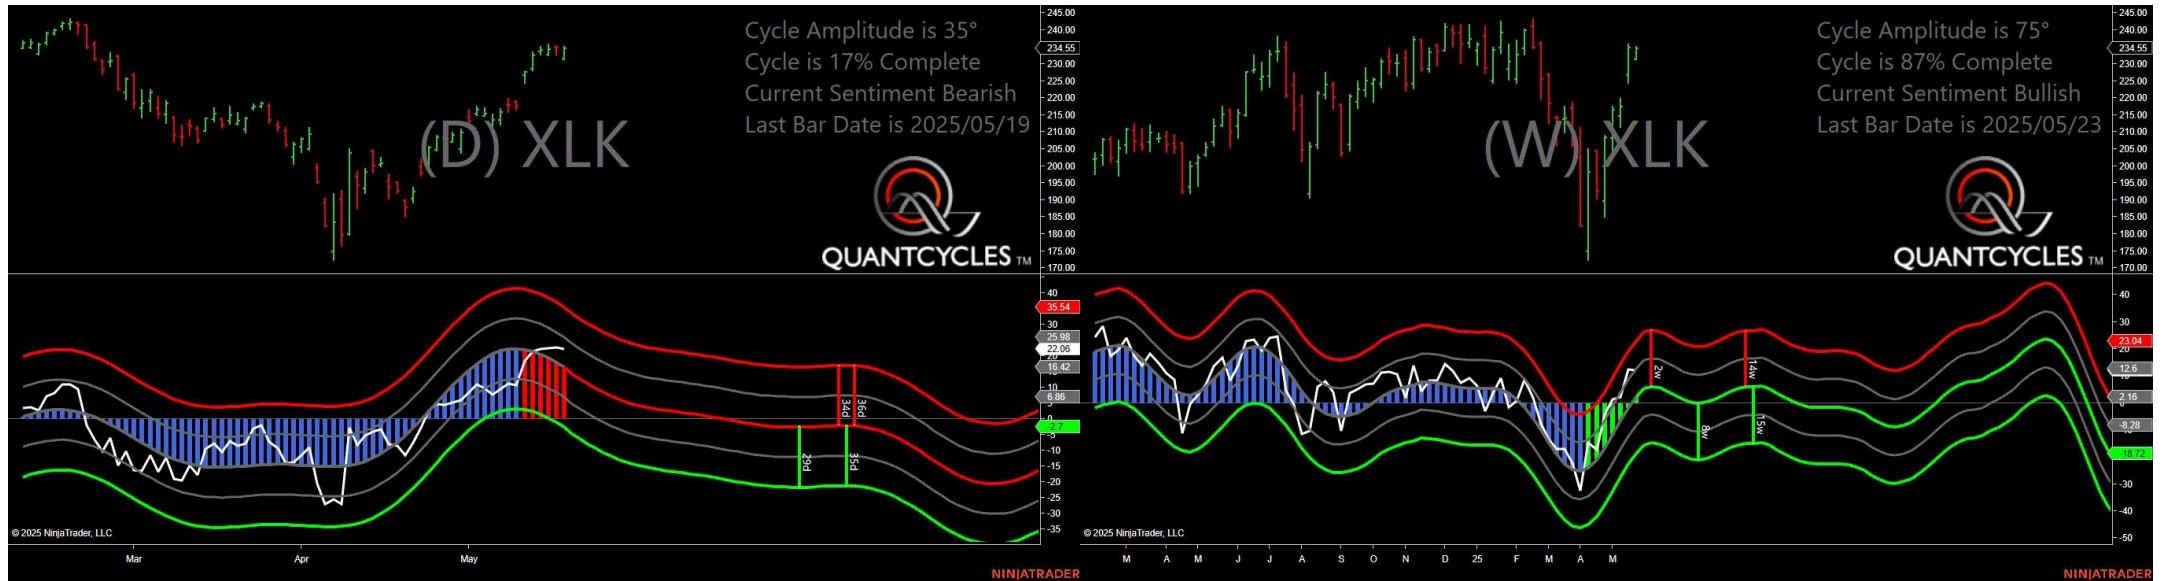 Cycle Amplitude is 35°
Cycle is 17% Complete
Current Sentiment Bearish
Last Bar Date is 2025/05/19
(D) XLK
QUANTCYCLES TM
245.00
234.55
230.00
225.00
220.00
215.00
210.00
205.00
200.00
195.00
190.00
185.00
180.00
175.00
170.00
40
35.54
30
25.98
22.06
20
16.42
10
6.86
0
-2.7
-5
-10
-15
-20
-25
-30
-35
34d
36d
29d
35d
© 2025 NinjaTrader, LLC
Mar Apr May
NINJATRADER
Cycle Amplitude is 75°
Cycle is 87% Complete
Current Sentiment Bullish
Last Bar Date is 2025/05/23
(W) XLK
QUANTCYCLES TM
245.00
240.00
234.55
230.00
225.00
220.00
215.00
210.00
205.00
200.00
195.00
190.00
185.00
180.00
175.00
170.00
40
30
23.04
20
12.6
2.16
-8.28
-18.72
-30
-40
-50
2w
14w
8w
15w
© 2025 NinjaTrader, LLC
M A M J J A S O N D 25 F M A M
NINJATRADER